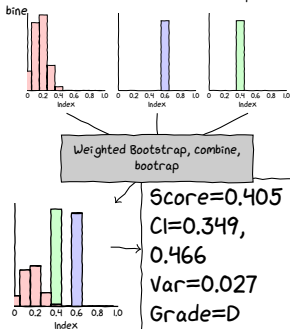 bine
0 0.2 0.4 0.6 0.8 1.0 0 0.2 0.4 0.6 0.8 1.0 0 0.2 0.4 0.6 0.8 1.0
Index Index Index
Weighted Bootstrap, combine,
bootrap
Score=0.405
CI=0.349,
0.466
Var=0.027
Grade=D
0 0.2 0.4 0.6 0.8 1.0
Index